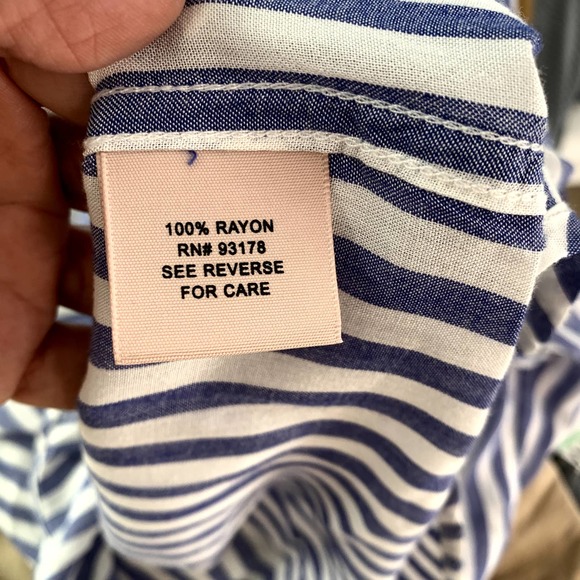 100% RAYON
RN# 93178
SEE REVERSE
FOR CARE